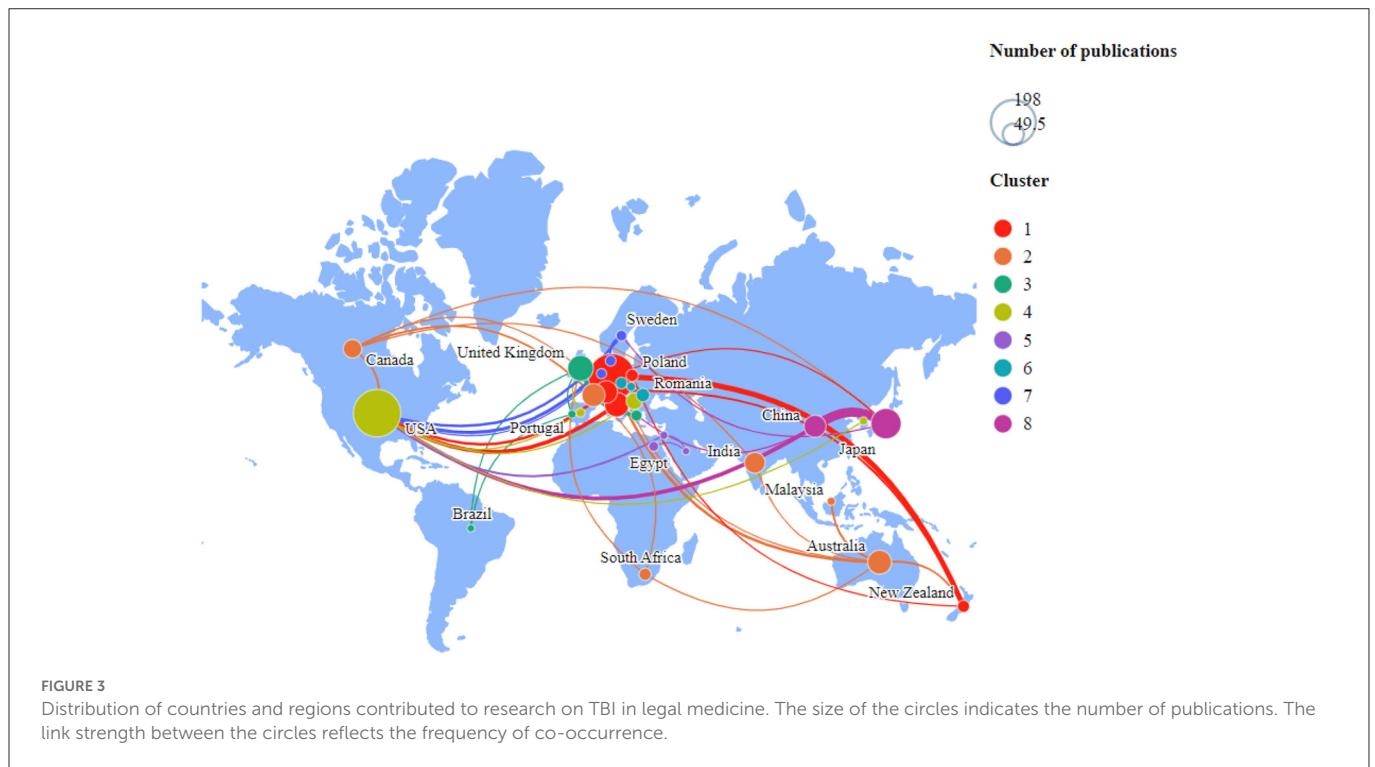 Number of publications
198
49.5
Cluster
1
2
3
4
5
6
7
8
Sweden
United Kingdom
Poland
Canada
Romania
China
USA
Portugal
India
Japan
Egypt
Malaysia
Brazil
Australia
South Africa
New Zealand
FIGURE 3
Distribution of countries and regions contributed to research on TBI in legal medicine. The size of the circles indicates the number of publications. The
link strength between the circles reflects the frequency of co-occurrence.